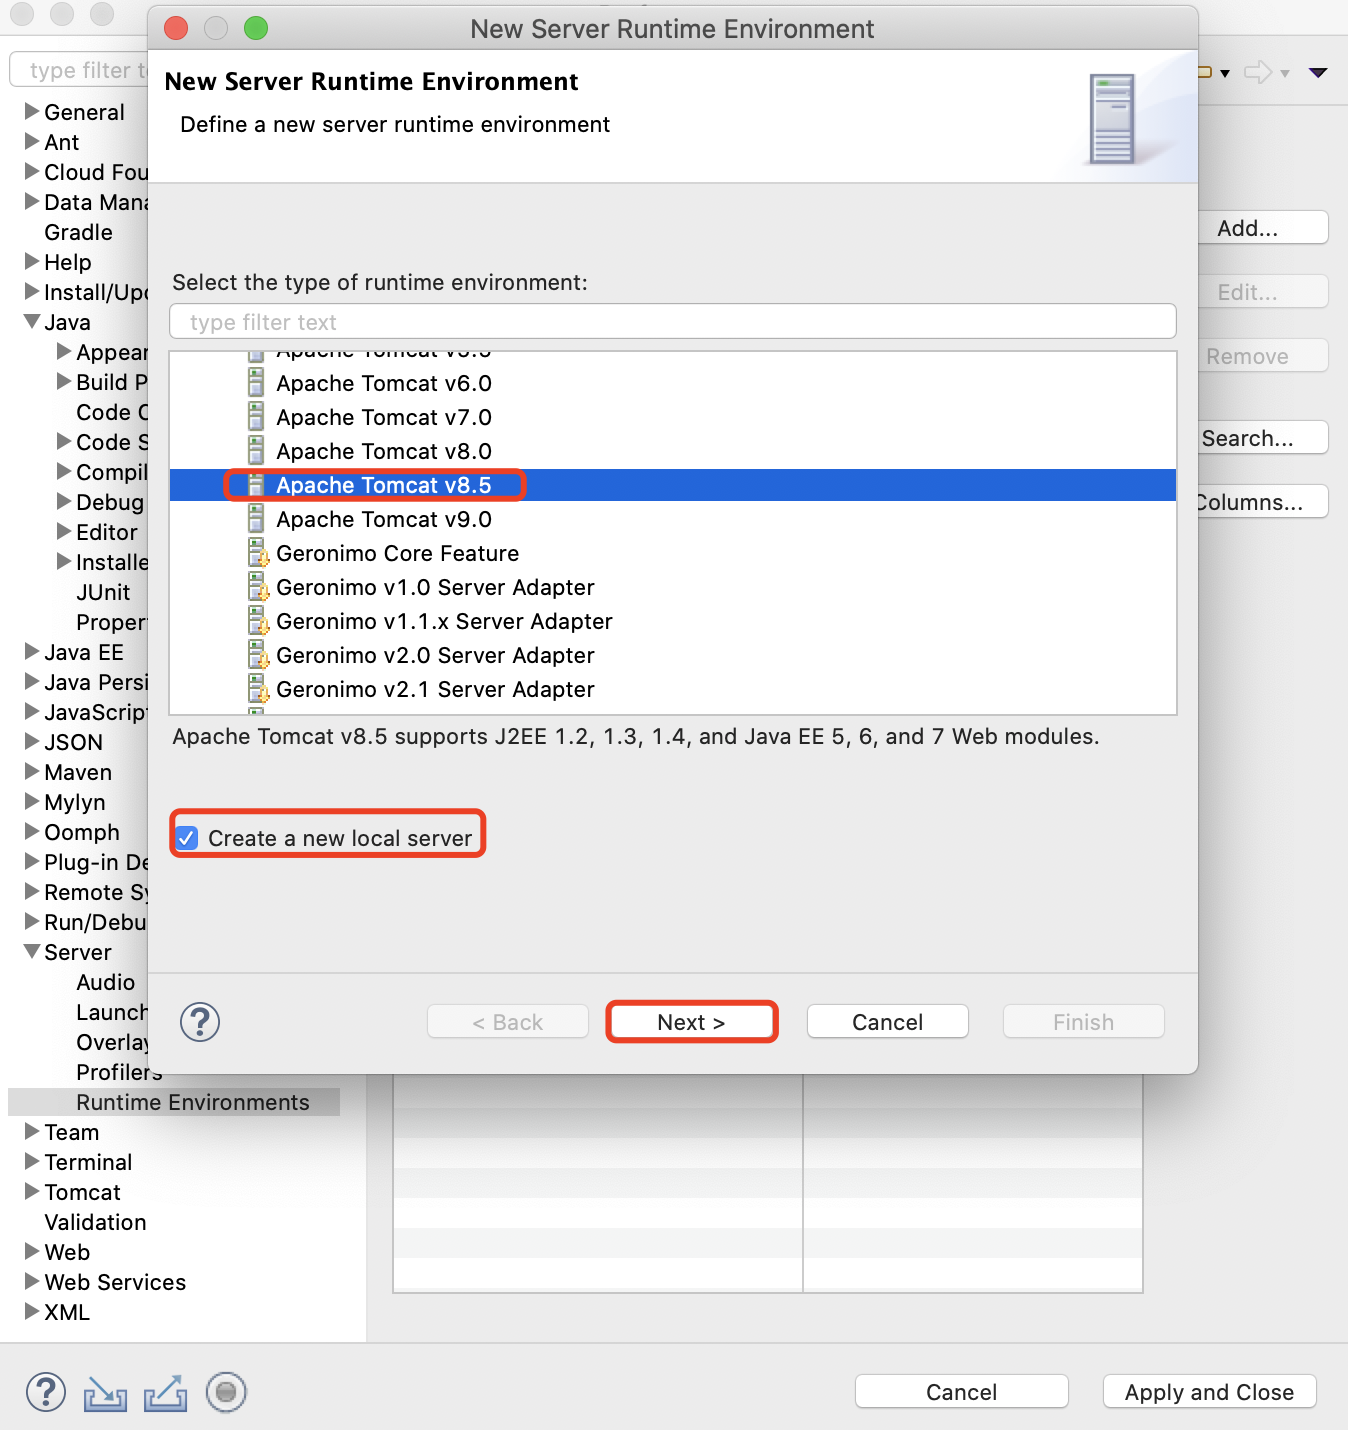 New Server Runtime Environment
New Server Runtime Environment
Define a new server runtime environment
Select the type of runtime environment:
type filter text
Apache Tomcat v6.0
Apache Tomcat v7.0
Apache Tomcat v8.0
Apache Tomcat v8.5
Apache Tomcat v9.0
Geronimo Core Feature
Geronimo v1.0 Server Adapter
Geronimo v1.1.x Server Adapter
Geronimo v2.0 Server Adapter
Geronimo v2.1 Server Adapter
Apache Tomcat v8.5 supports J2EE 1.2, 1.3, 1.4, and Java EE 5, 6, and 7 Web modules.
Create a new local server
?
< Back
Next >
Cancel
Finish
type filter t
General
Ant
Cloud Fou
Data Mana
Gradle
Help
Install/Upd
Java
Appear
Build P
Code C
Code S
Compil
Debug
Editor
Installe
JUnit
Proper
Java EE
Java Persi
JavaScript
JSON
Maven
Mylyn
Oomph
Plug-in De
Remote Sy
Run/Debu
Server
Audio
Launch
Overlay
Profilers
Runtime Environments
Team
Terminal
Tomcat
Validation
Web
Web Services
XML
Add...
Edit...
Remove
Search...
Columns...
?
Cancel
Apply and Close